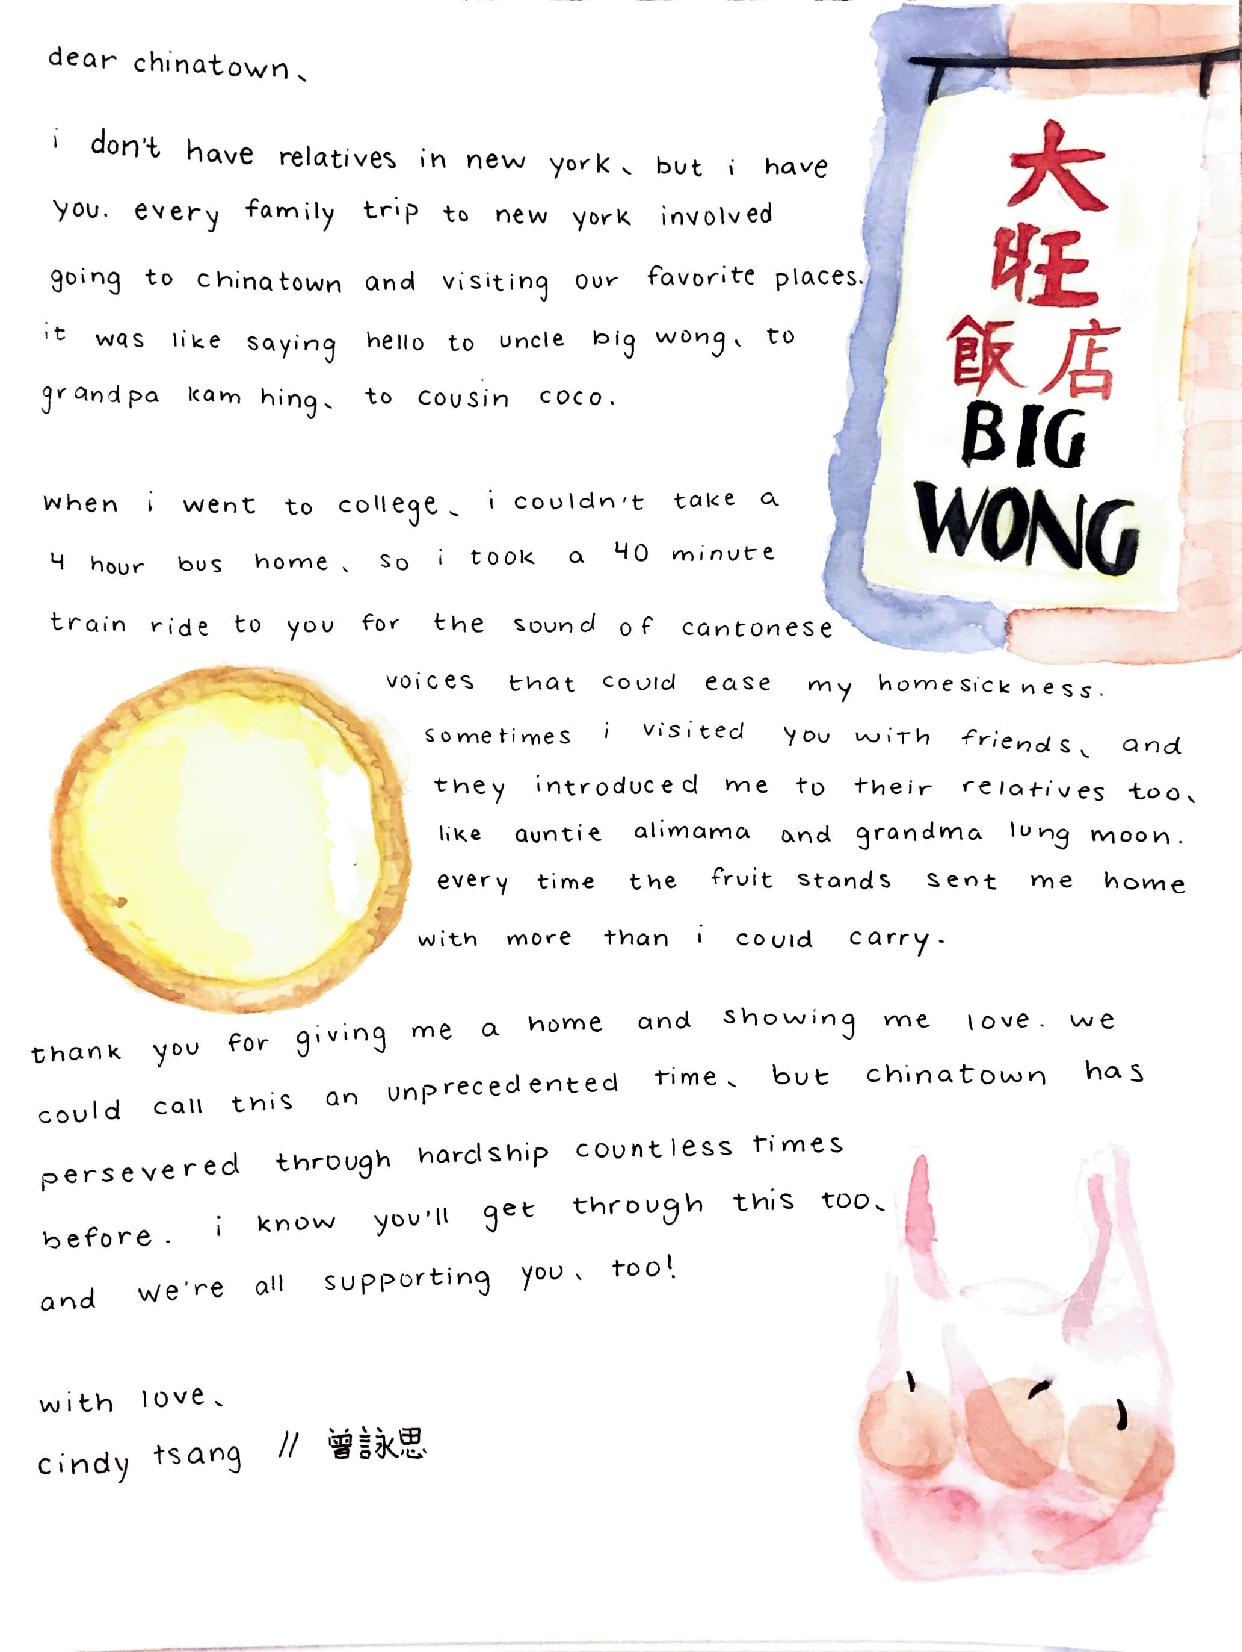 dear chinatown、
i don't have relatives in new york、 but i have
you. every family trip to new york involved
going to chinatown and visiting our favorite places.
it was like saying hello to uncle big wong、 to
grandpa kam hing、 to cousin coco.
when i went to college、 i couldn't take a
4 hour bus home、 so i took a 40 minute
train ride to you for the sound of cantonese
voices that could ease my homesickness.
sometimes i visited you with friends、 and
they introduced me to their relatives too、
like auntie alimama and grandma lung moon.
every time the fruit stands sent me home
with more than i could carry.
thank you for giving me a home and showing me love. we
could call this an unprecedented time、 but chinatown has
persevered through hardship countless times
before. i know you'll get through this too、
and we're all supporting you、 too!
with love、
cindy tsang // 曾詠思
大
旺
飯店
BIG
WONG